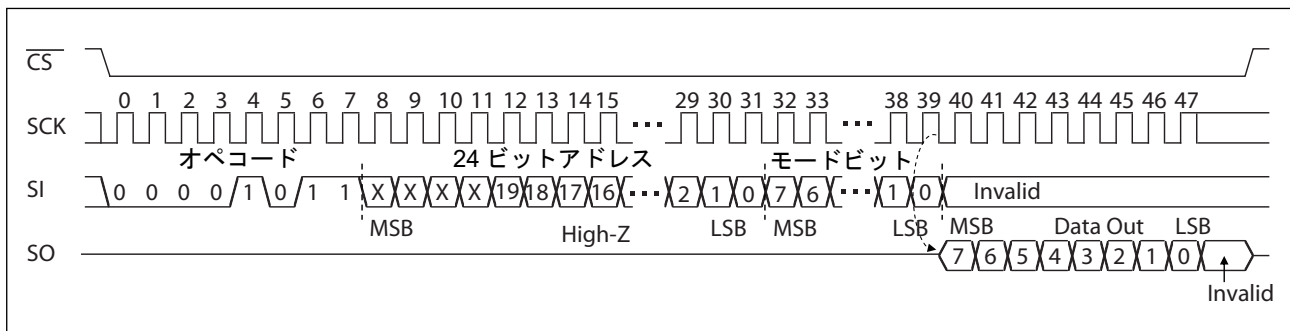 CS
0 1 2 3 4 5 6 7 8 9 10 11 12 13 14 15 29 30 31 32 33 38 39 40 41 42 43 44 45 46 47
SCK
オペコード 24 ビットアドレス モードビット
SI 0 0 0 0 1 0 1 1 X X X X 19 18 17 16 2 1 0 7 6 1 0 Invalid
MSB High-Z LSB MSB LSB MSB Data Out LSB
SO 7 6 5 4 3 2 1 0
Invalid